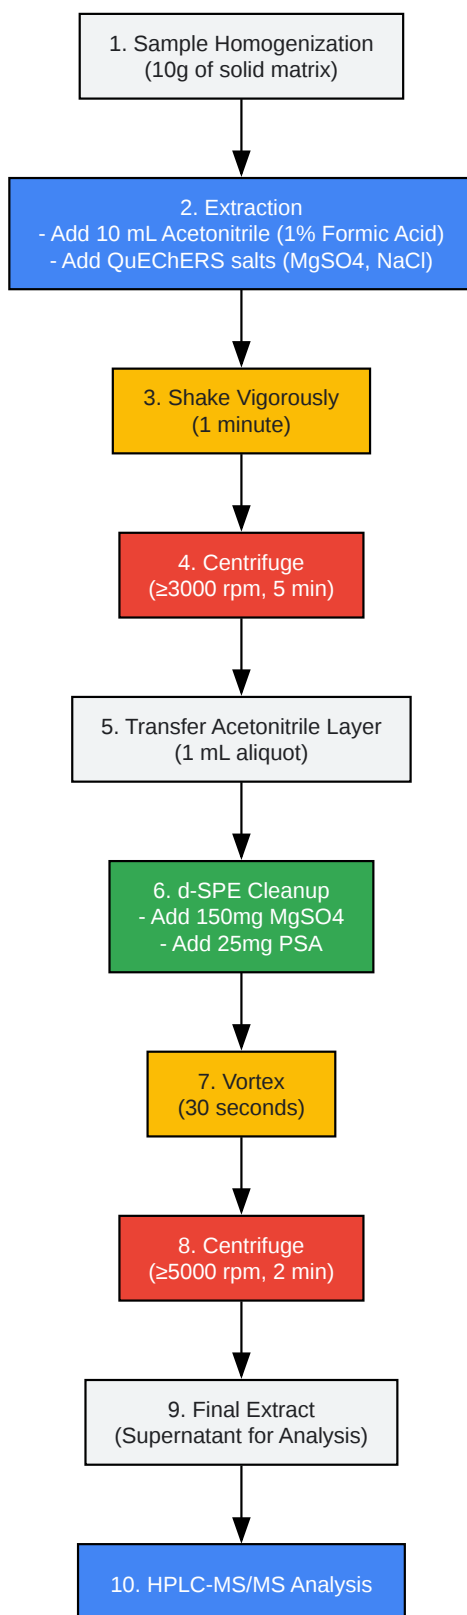 1. Sample Homogenization
(10g of solid matrix)
2. Extraction
- Add 10 mL Acetonitrile (1% Formic Acid)
- Add QuEChERS salts (MgSO4, NaCl)
3. Shake Vigorously
(1 minute)
4. Centrifuge
(≥3000 rpm, 5 min)
5. Transfer Acetonitrile Layer
(1 mL aliquot)
6. d-SPE Cleanup
- Add 150mg MgSO4
- Add 25mg PSA
7. Vortex
(30 seconds)
8. Centrifuge
(≥5000 rpm, 2 min)
9. Final Extract
(Supernatant for Analysis)
10. HPLC-MS/MS Analysis